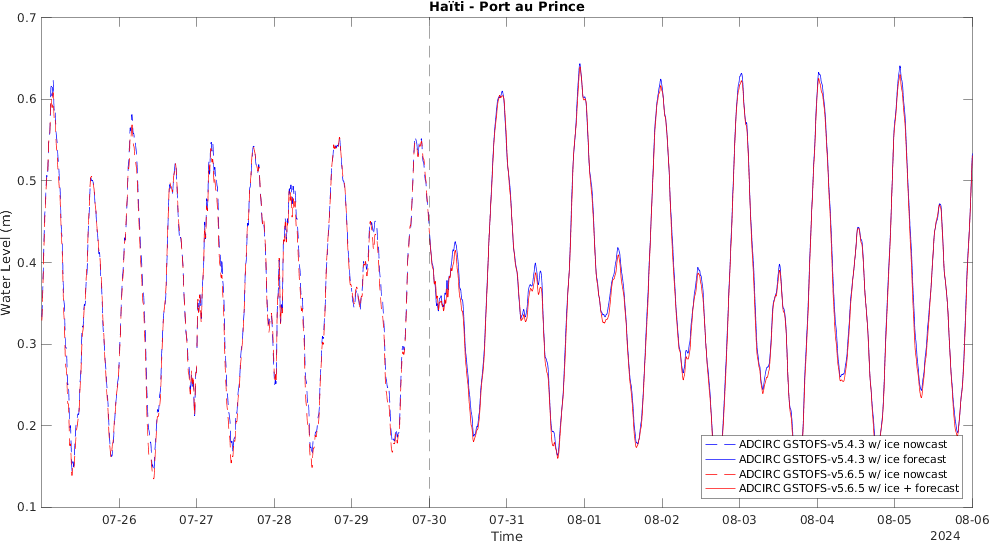 Haïti - Port au Prince
0.7
0.6
0.5
0.4
0.3
0.2
0.1
Water Level (m)
ADCIRC GSTOFS-v5.4.3 w/ ice nowcast
ADCIRC GSTOFS-v5.4.3 w/ ice forecast
ADCIRC GSTOFS-v5.6.5 w/ ice nowcast
ADCIRC GSTOFS-v5.6.5 w/ ice + forecast
07-26 07-27 07-28 07-29 07-30 07-31 08-01 08-02 08-03 08-04 08-05 08-06
Time
2024